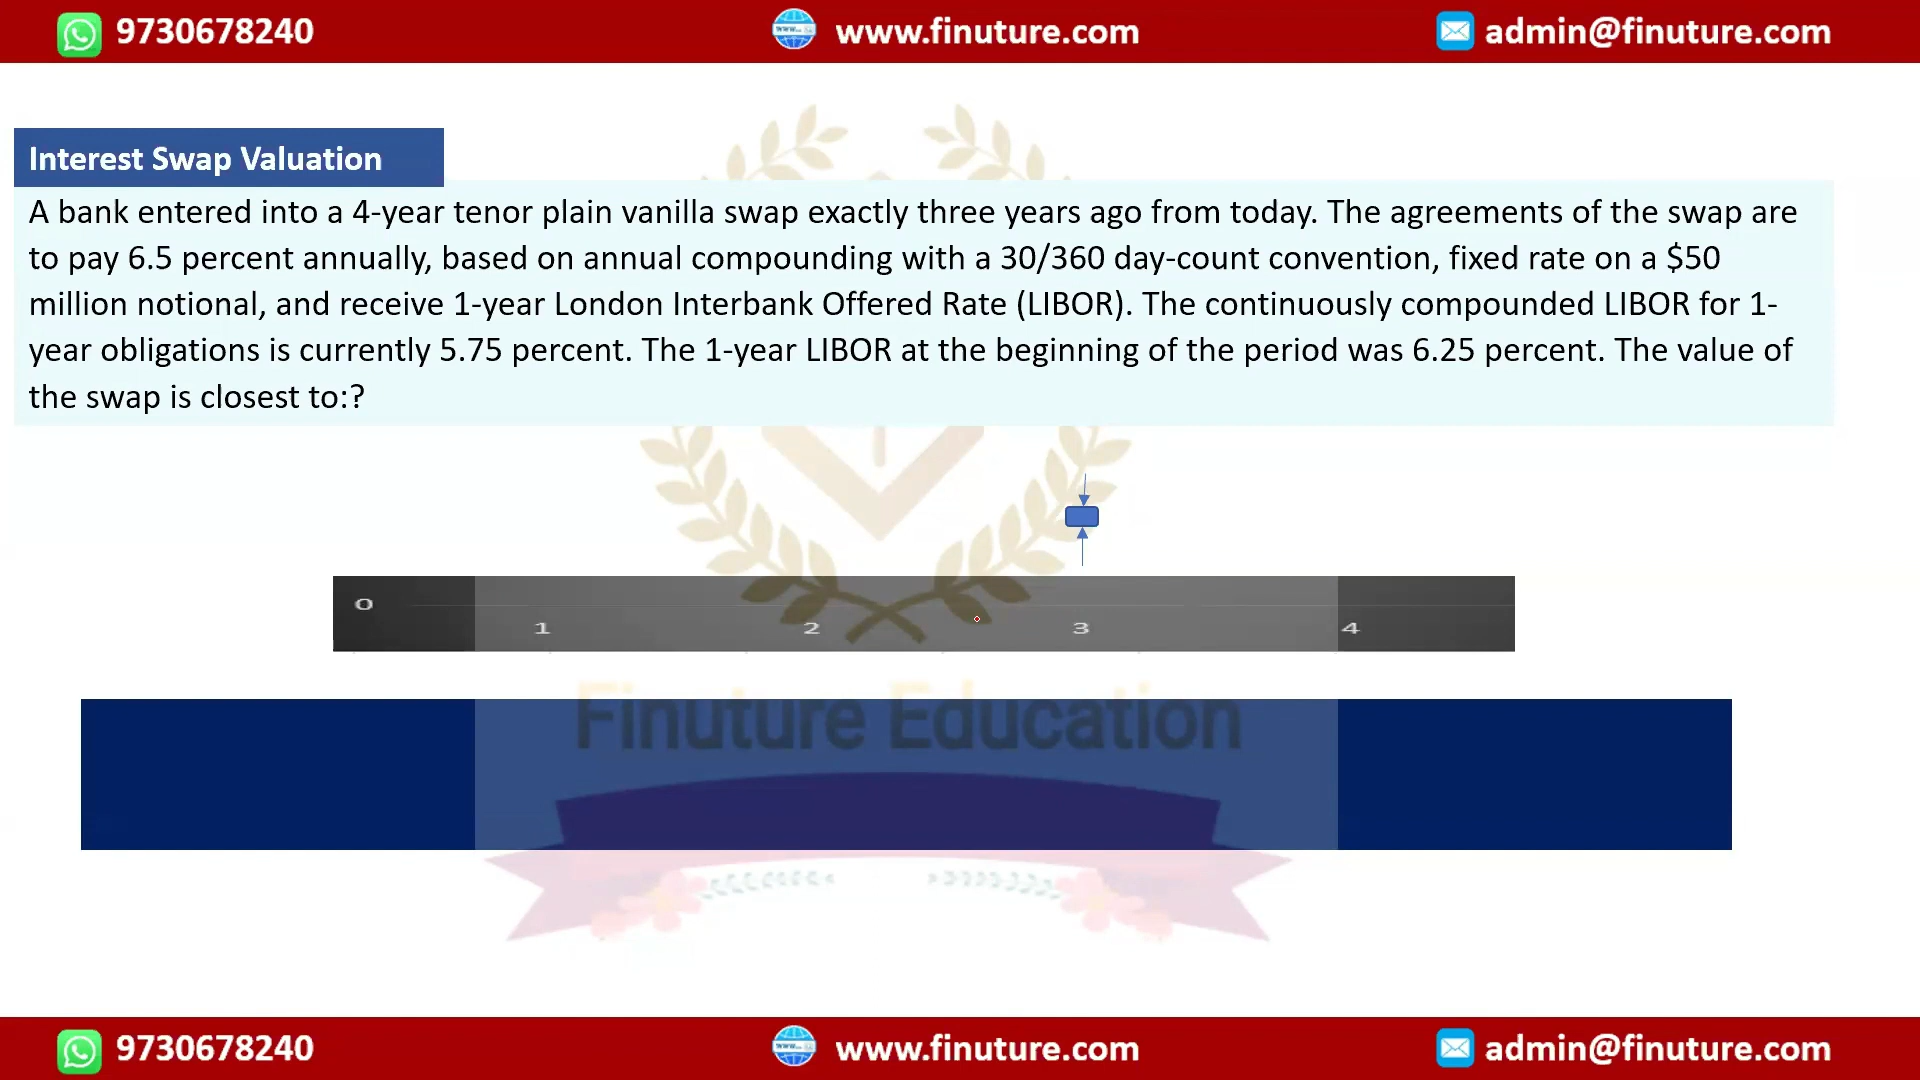 9730678240 www.finuture.com admin@finuture.com
Interest Swap Valuation
A bank entered into a 4-year tenor plain vanilla swap exactly three years ago from today. The agreements of the swap are
to pay 6.5 percent annually, based on annual compounding with a 30/360 day-count convention, fixed rate on a $50
million notional, and receive 1-year London Interbank Offered Rate (LIBOR). The continuously compounded LIBOR for 1-
year obligations is currently 5.75 percent. The 1-year LIBOR at the beginning of the period was 6.25 percent. The value of
the swap is closest to:?
0
1 2 3 4
Finuture Education
9730678240 www.finuture.com admin@finuture.com